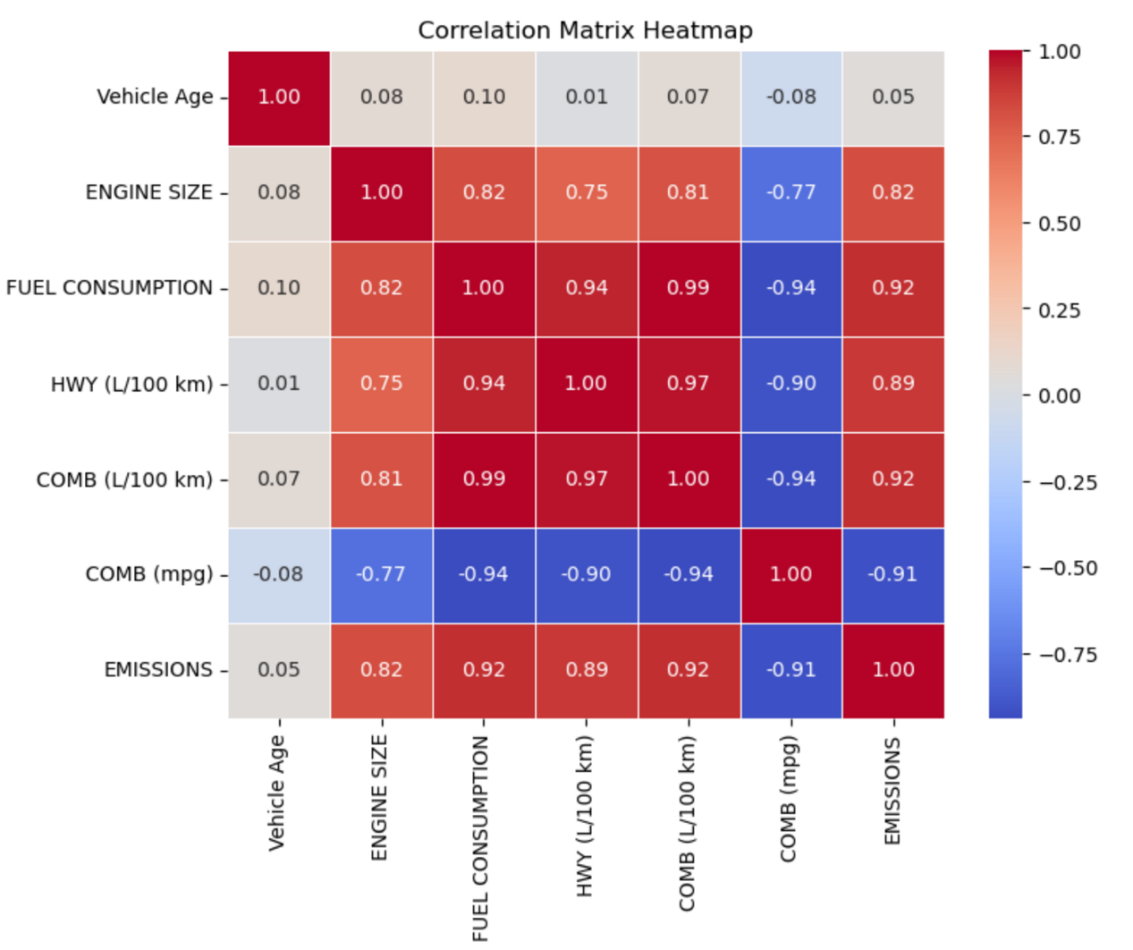 Correlation Matrix Heatmap
Vehicle Age 1.00 0.08 0.10 0.01 0.07 -0.08 0.05
ENGINE SIZE 0.08 1.00 0.82 0.75 0.81 -0.77 0.82
FUEL CONSUMPTION 0.10 0.82 1.00 0.94 0.99 -0.94 0.92
HWY (L/100 km) 0.01 0.75 0.94 1.00 0.97 -0.90 0.89
COMB (L/100 km) 0.07 0.81 0.99 0.97 1.00 -0.94 0.92
COMB (mpg) -0.08 -0.77 -0.94 -0.90 -0.94 1.00 -0.91
EMISSIONS 0.05 0.82 0.92 0.89 0.92 -0.91 1.00
Vehicle Age
ENGINE SIZE
FUEL CONSUMPTION
HWY (L/100 km)
COMB (L/100 km)
COMB (mpg)
EMISSIONS
1.00
0.75
0.50
0.25
0.00
−0.25
−0.50
−0.75